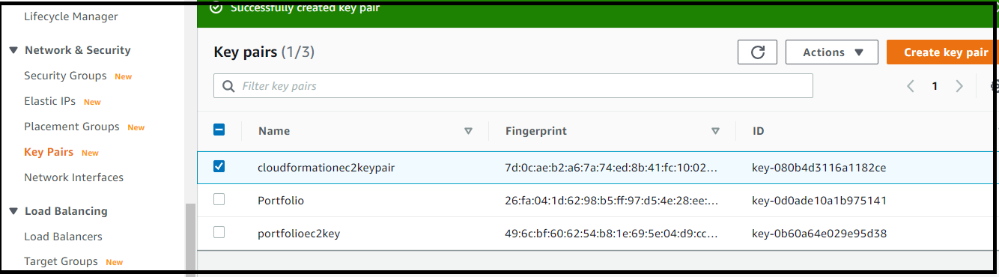 Lifecycle Manager
Network & Security
Security Groups New
Elastic IPs New
Placement Groups New
Key Pairs New
Network Interfaces
Load Balancing
Load Balancers
Target Groups New
Successfully created key pair
Key pairs (1/3)
Actions
Create key pair
Filter key pairs
1
Name Fingerprint ID
cloudformationec2keypair 7d:0c:ae:b2:a6:7a:74:ed:8b:41:fc:10:02... key-080b4d3116a1182ce
Portfolio 26:fa:04:1d:62:98:b5:ff:97:d5:4e:28:ee:... key-0d0ade10a1b975141
portfolioec2key 49:6c:bf:60:62:54:b8:1e:69:5e:04:d9:cc... key-0b60a64e029e95d38